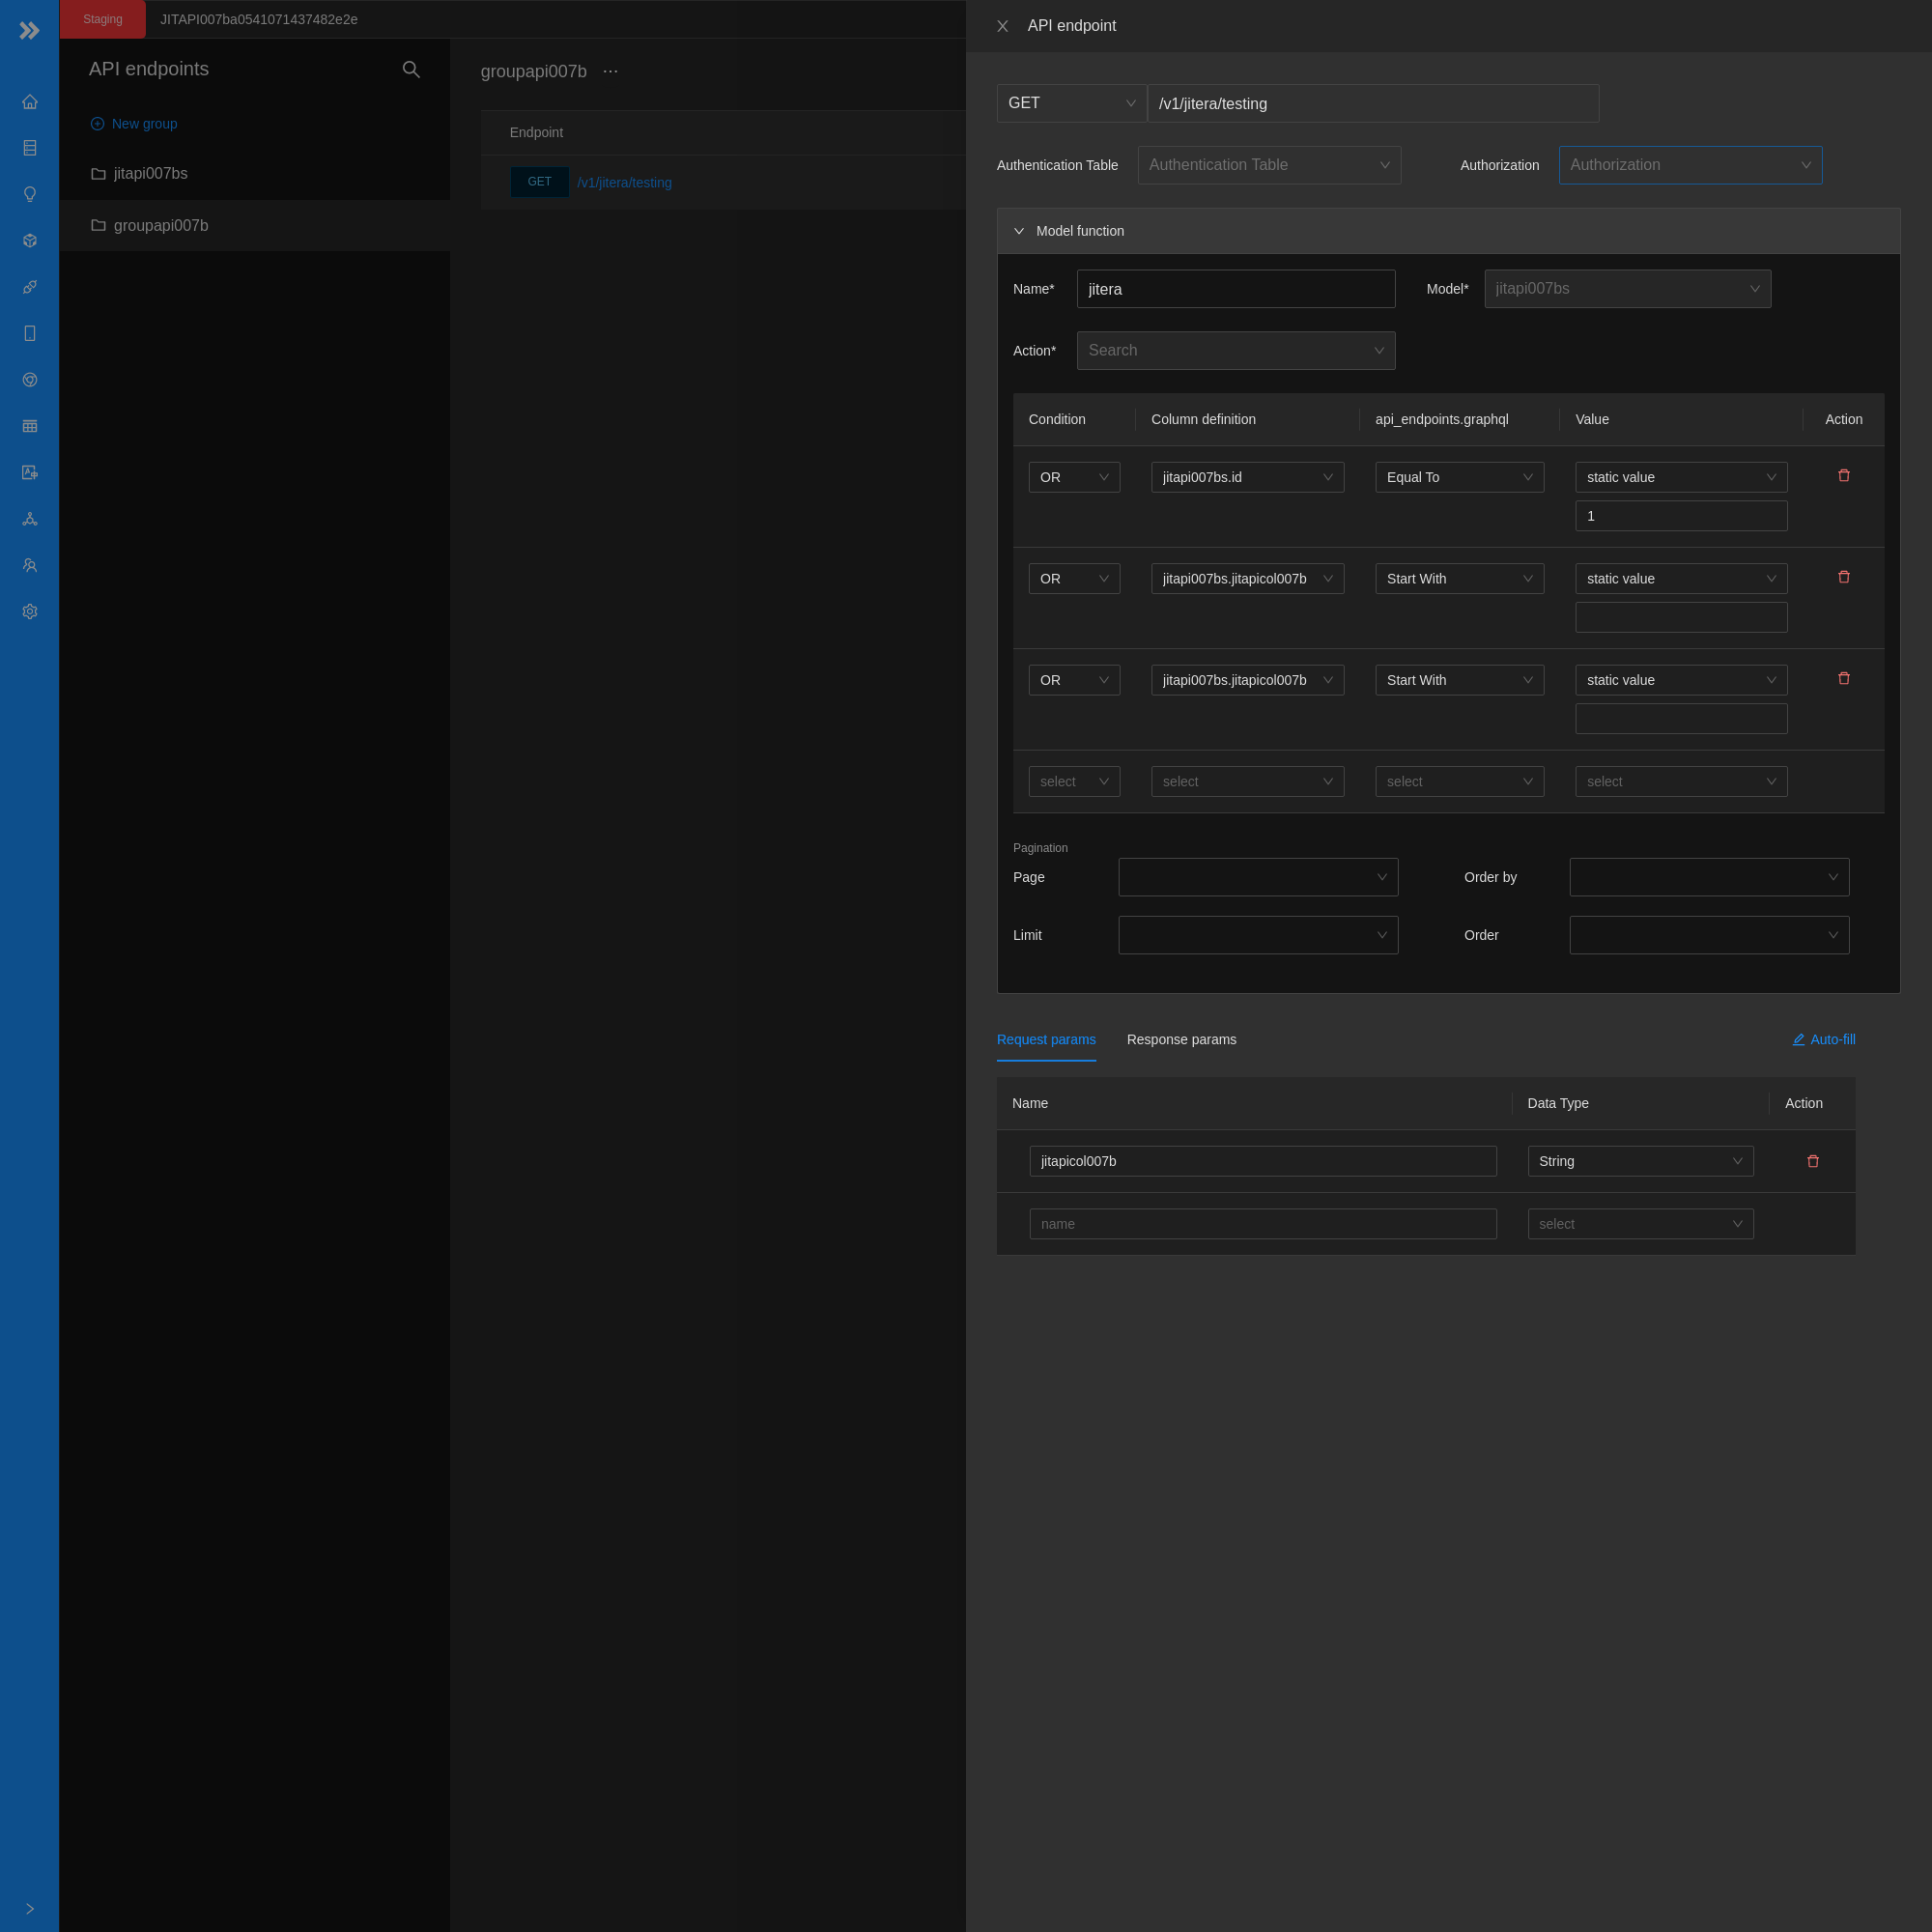 Staging
JITAPI007ba0541071437482e2e
API endpoints
New group
jitapi007bs
groupapi007b
groupapi007b ...
Endpoint
GET /v1/jitera/testing
API endpoint
GET /v1/jitera/testing
Authentication Table Authentication Table Authorization Authorization
Model function
Name* jitera Model* jitapi007bs
Action* Search
Condition Column definition api_endpoints.graphql Value Action
OR jitapi007bs.id Equal To static value
1
OR jitapi007bs.jitapicol007b Start With static value
OR jitapi007bs.jitapicol007b Start With static value
select select select select
Pagination
Page Order by
Limit Order
Request params Response params Auto-fill
Name Data Type Action
jitapicol007b String
name select